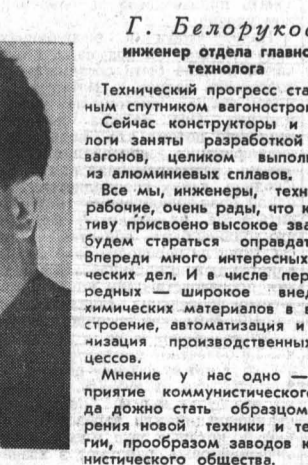 Г. Белоруков
инженер отдела главно
технолога
Технический прогресс ста
ным спутником вагоностро
Сейчас конструкторы и
логи заняты разработкой
вагонов, целиком выпол
из алюминиевых сплавов.
Все мы, инженеры, техн
рабочие, очень рады, что к
тиву присвоено высокое зва
будем стараться оправдат
Впереди много интересных
ческих дел. И в числе пер
редных — широкое внед
химических материалов в в
строение, автоматизация и
низация производственных
цессов.
Мнение у нас одно —
приятие коммунистического
да дожно стать образцом
рения новой техники и те
гии, прообразом заводов к
нистического общества.